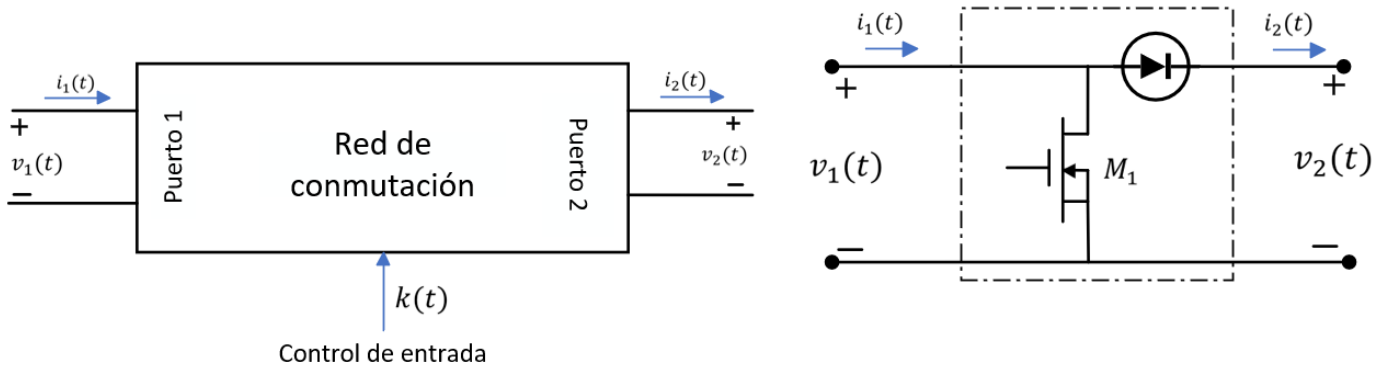 i₁(t)
i₂(t)
+
+
v₁(t)
v₂(t)
−
−
Puerto 1
Red de
conmutación
Puerto 2
k(t)
Control de entrada
i₁(t)
i₂(t)
+
+
v₁(t)
M₁
v₂(t)
−
−